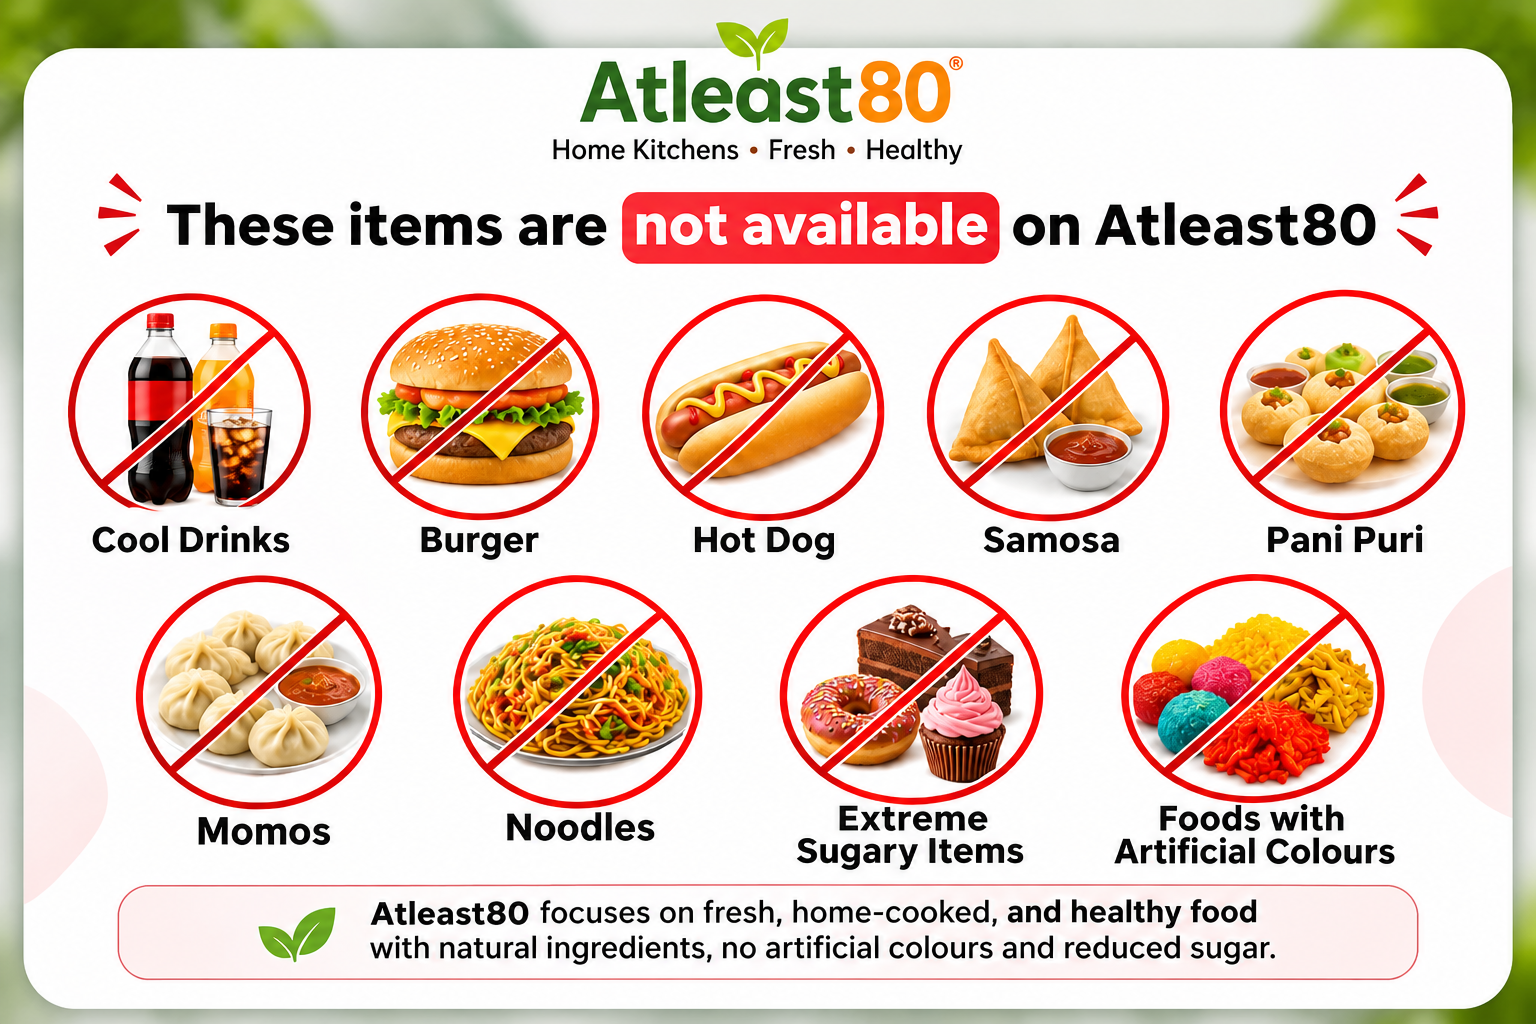 Atleast80®
Home Kitchens • Fresh • Healthy
These items are not available on Atleast80
Cool Drinks
Burger
Hot Dog
Samosa
Pani Puri
Momos
Noodles
Extreme
Sugary Items
Foods with
Artificial Colours
Atleast80 focuses on fresh, home-cooked, and healthy food
with natural ingredients, no artificial colours and reduced sugar.